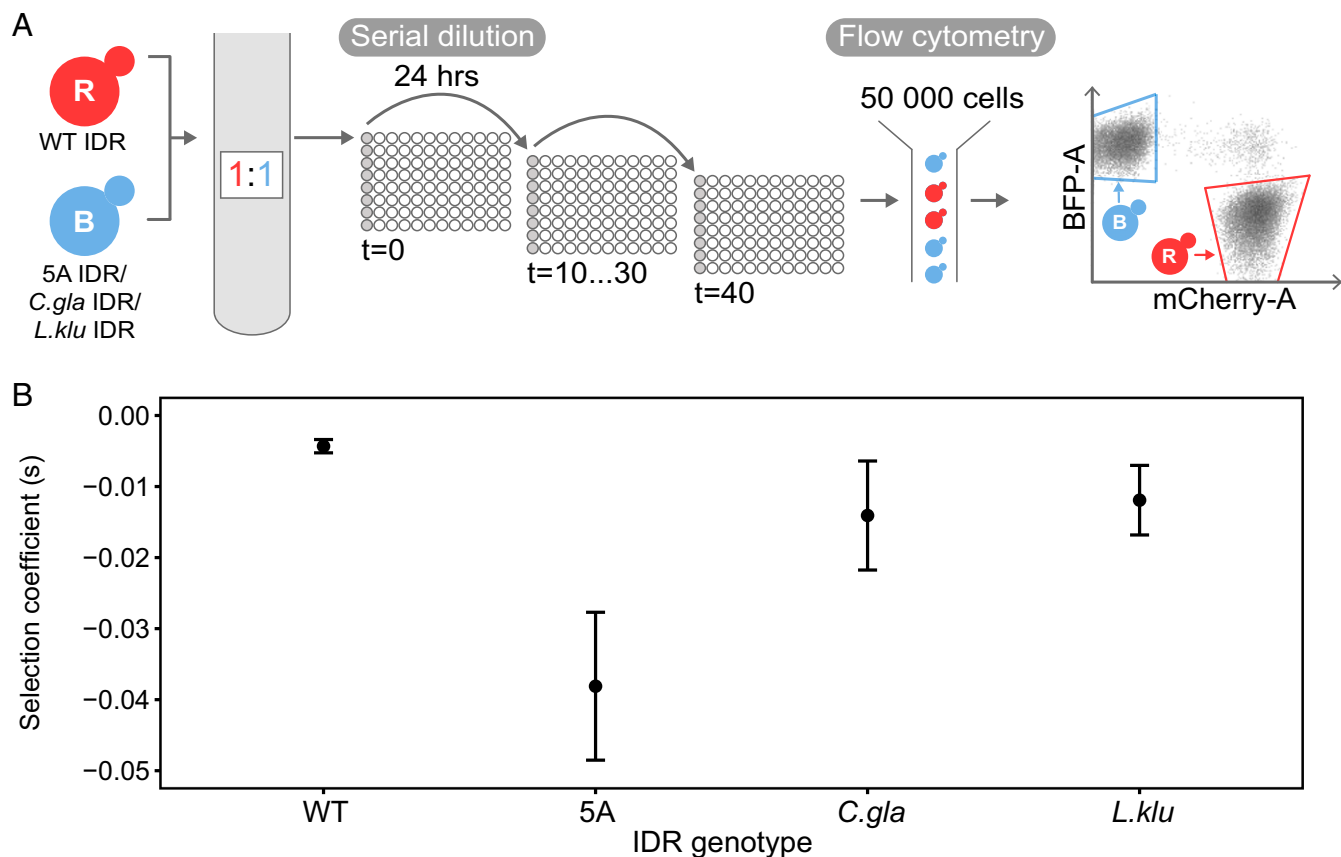 A
Serial dilution
Flow cytometry
24 hrs
50 000 cells
R
WT IDR
B
5A IDR/
C.gla IDR/
L.klu IDR
1:1
t=0
t=10...30
t=40
BFP-A
B
R
mCherry-A
B
Selection coefficient (s)
0.00
−0.01
−0.02
−0.03
−0.04
−0.05
WT
5A
C.gla
L.klu
IDR genotype